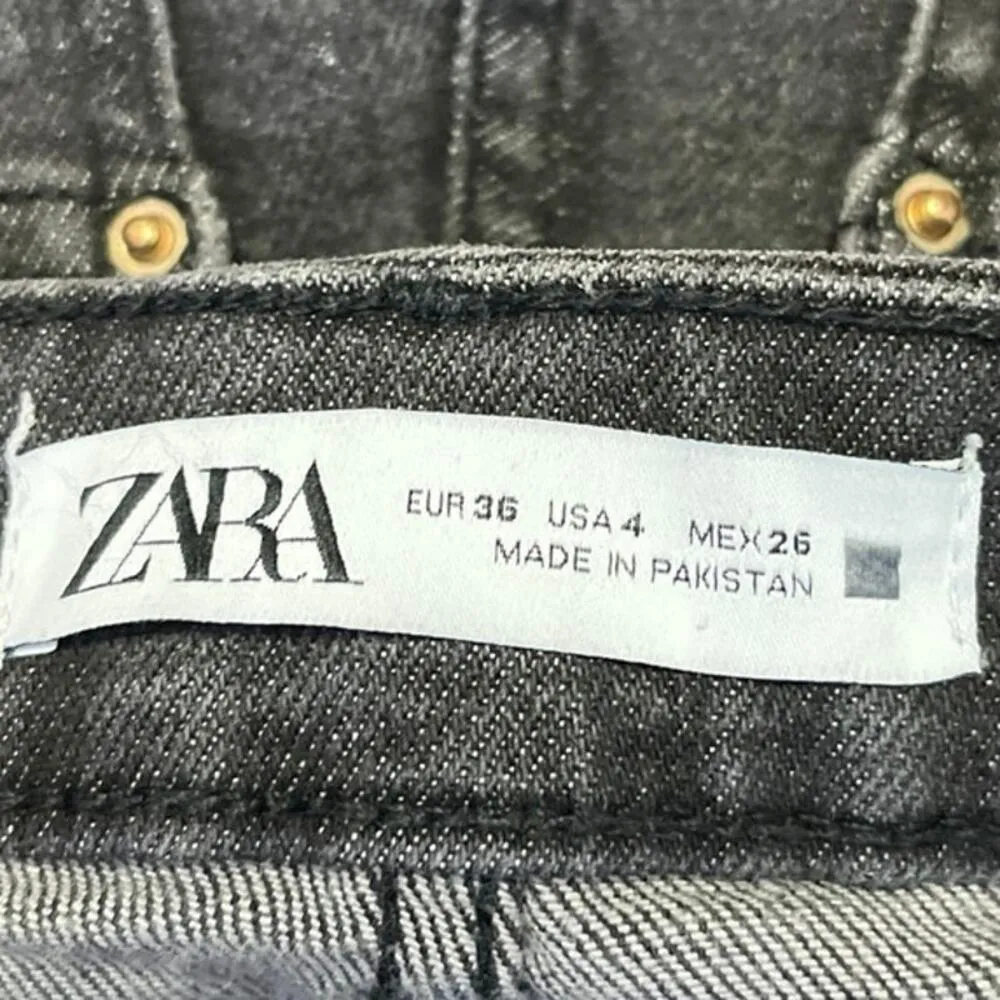 ZARA
EUR 36 USA 4 MEX 26
MADE IN PAKISTAN